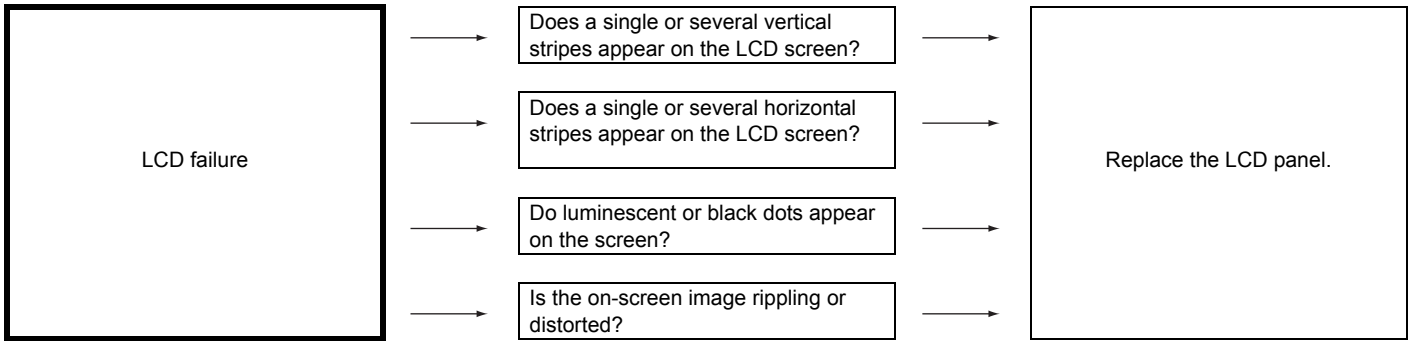 LCD failure
Does a single or several vertical
stripes appear on the LCD screen?
Does a single or several horizontal
stripes appear on the LCD screen?
Do luminescent or black dots appear
on the screen?
Is the on-screen image rippling or
distorted?
Replace the LCD panel.